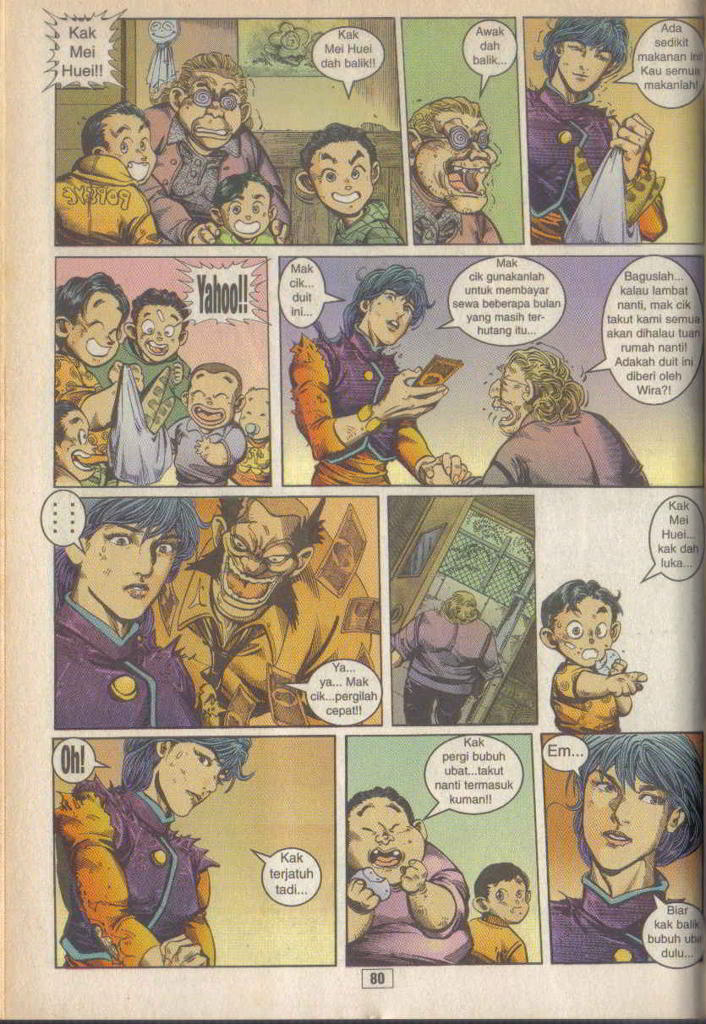 Kak
Mei
Huei!!
Kak
Mei Huei
dah balik!!
Awak
dah
balik...
Ada
sedikit
makanan ini!
Kau semua
makanlah!
Yahoo!!
Mak
cik...
duit
ini...
Mak
cik gunakanlah
untuk membayar
sewa beberapa bulan
yang masih ter-
hutang itu...
Baguslah...
kalau lambat
nanti, mak cik
takut kami semua
akan dihalau tuan
rumah nanti!
Adakah duit ini
diberi oleh
Wira?!
Ya...
ya... Mak
cik...pergilah
cepat!!
Kak
Mei
Huei...
kak dah
luka...
Oh!
Kak
terjatuh
tadi...
Kak
pergi bubuh
ubat...takut
nanti termasuk
kuman!!
Em...
Biar
kak balik
bubuh ubat
dulu...
80